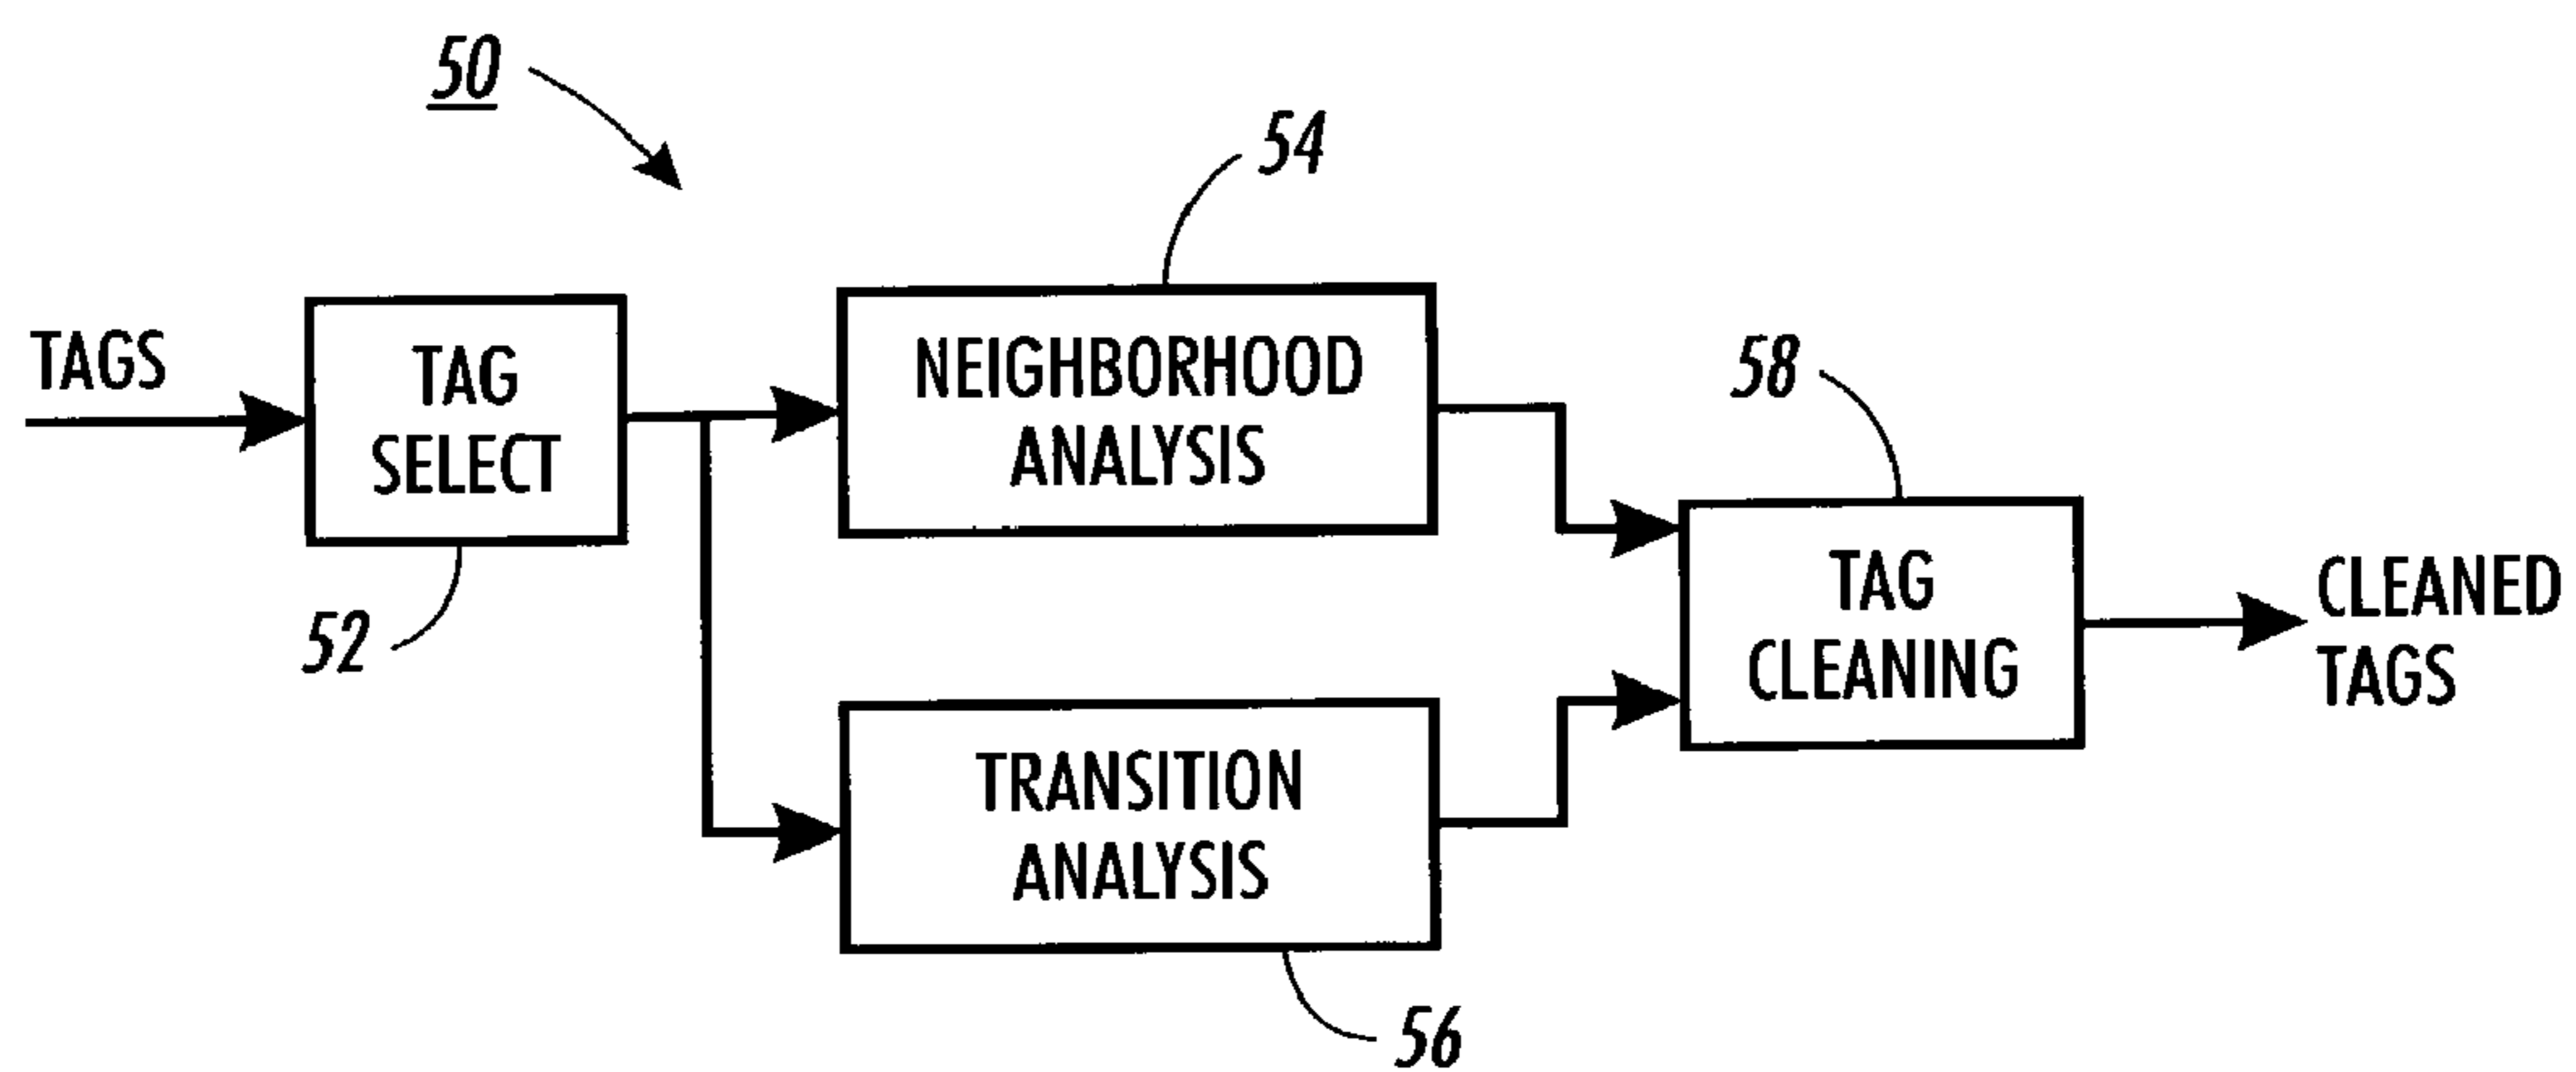 50
54
TAGS
TAG
SELECT
52
NEIGHBORHOOD
ANALYSIS
58
TAG
CLEANING
CLEANED
TAGS
TRANSITION
ANALYSIS
56